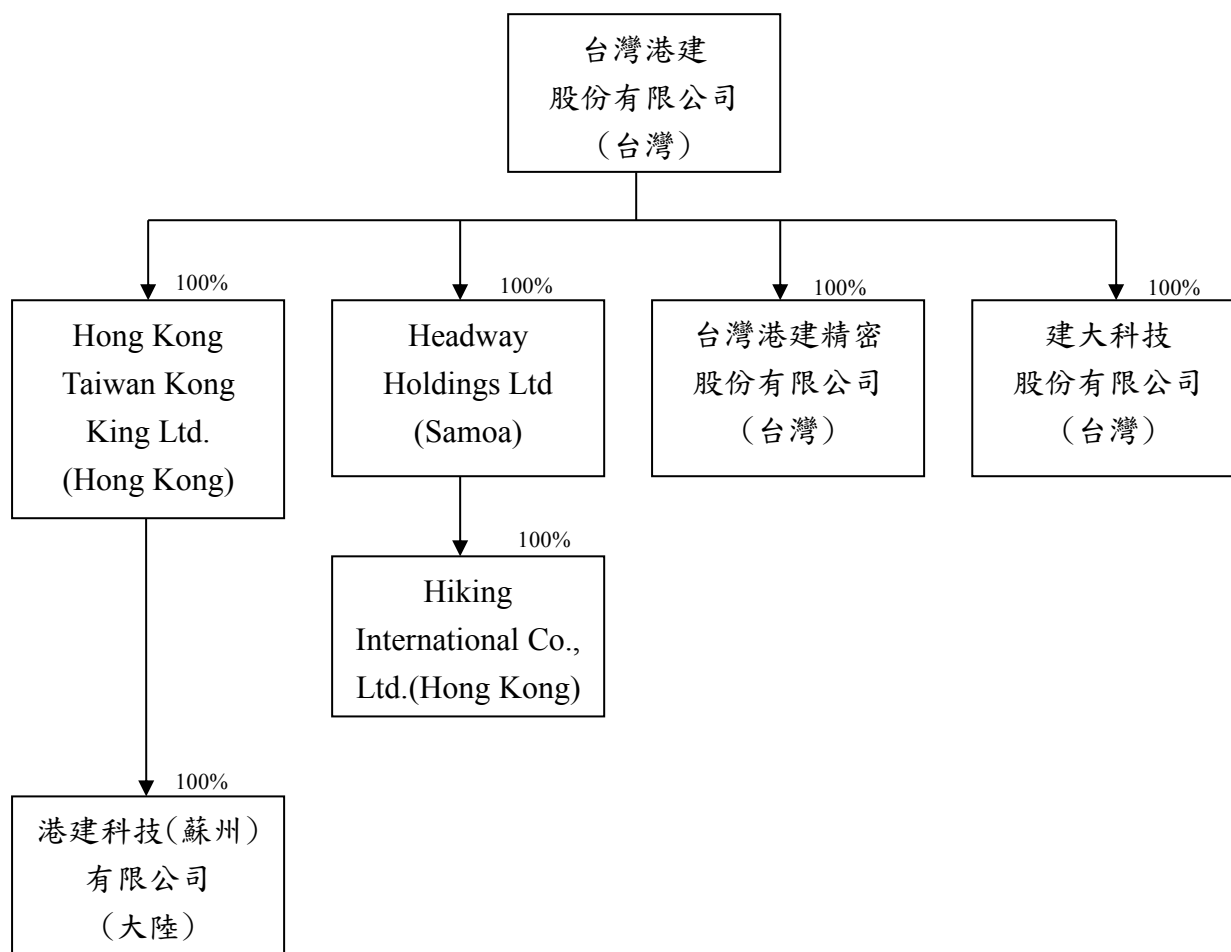 台灣港建
股份有限公司
（台灣）
100%
100%
100%
100%
Hong Kong
Taiwan Kong
King Ltd.
(Hong Kong)
Headway
Holdings Ltd
(Samoa)
台灣港建精密
股份有限公司
（台灣）
建大科技
股份有限公司
（台灣）
100%
Hiking
International Co.,
Ltd.(Hong Kong)
100%
港建科技(蘇州)
有限公司
（大陸）